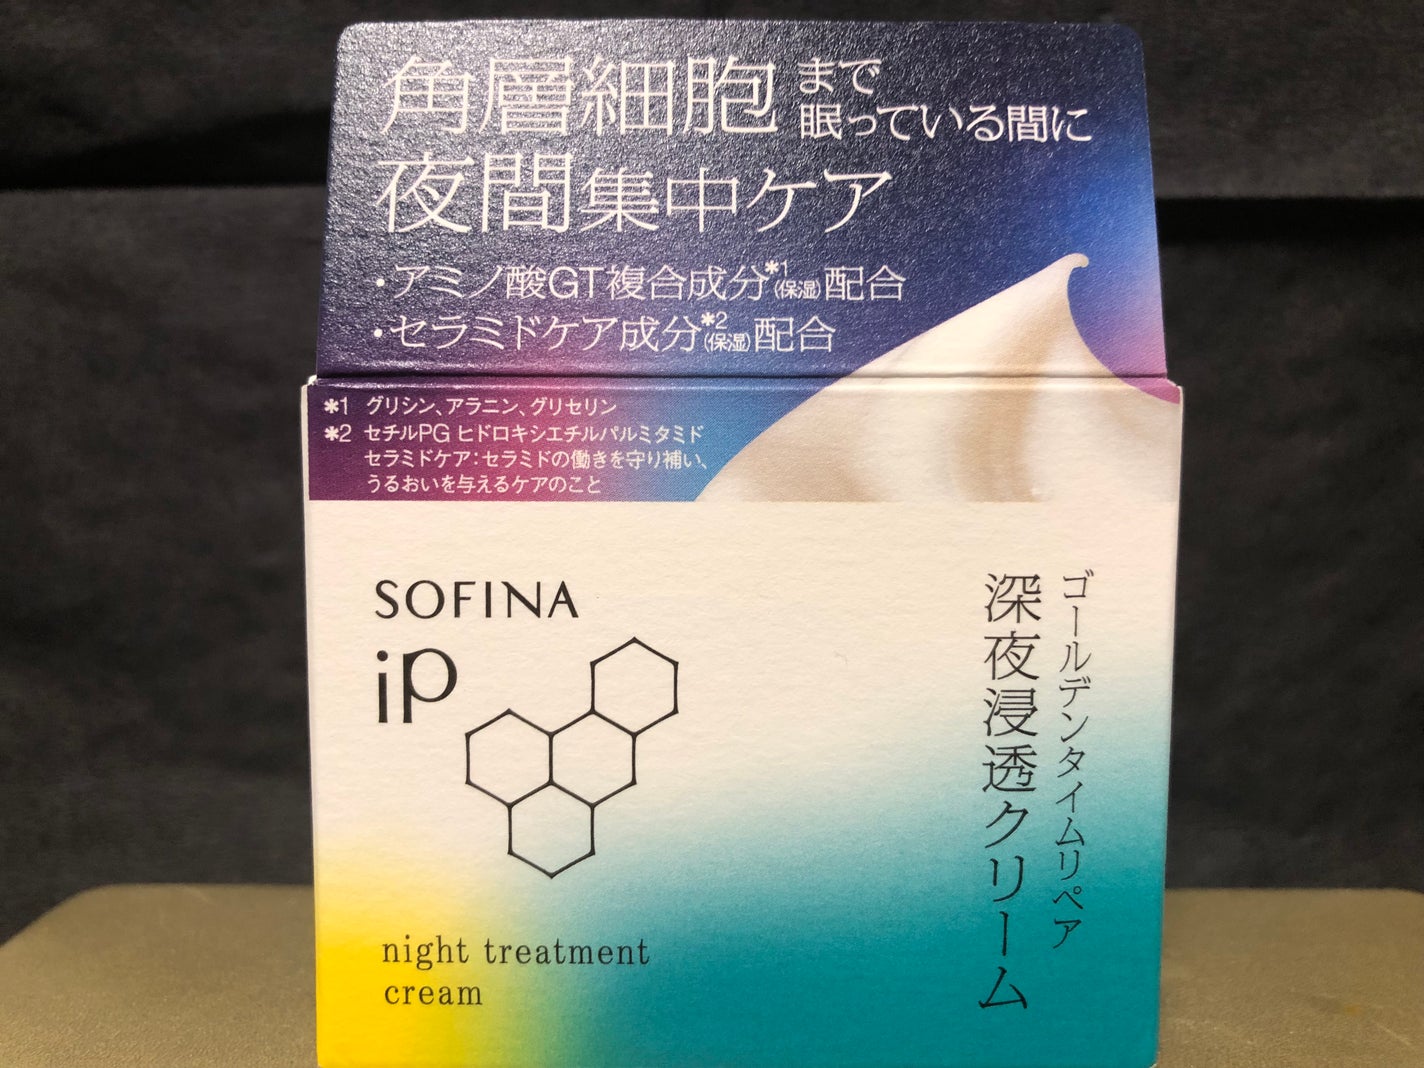 角層細胞まで
眠っている間に
夜間集中ケア
・アミノ酸GT複合成分*1(保湿)配合
・セラミドケア成分*2(保湿)配合
*1 グリシン、アラニン、グリセリン
*2 セチルPG ヒドロキシエチルパルミタミド
セラミドケア:セラミドの働きを守り補い、
うるおいを与えるケアのこと
SOFINA
iP
ゴールデンタイムリペア
深夜浸透クリーム
night treatment
cream